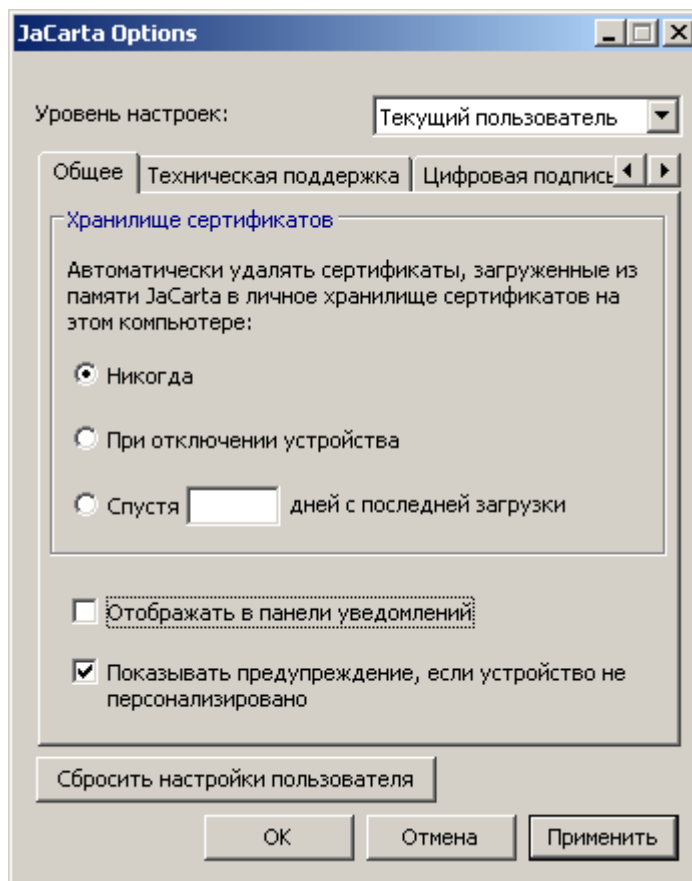 JaCarta Options
Уровень настроек:
Текущий пользователь
Общее
Техническая поддержка
Цифровая подпись
Хранилище сертификатов
Автоматически удалять сертификаты, загруженные из
памяти JaCarta в личное хранилище сертификатов на
этом компьютере:
Никогда
При отключении устройства
Спустя дней с последней загрузки
Отображать в панели уведомлений
Показывать предупреждение, если устройство не
персонализировано
Сбросить настройки пользователя
OK
Отмена
Применить